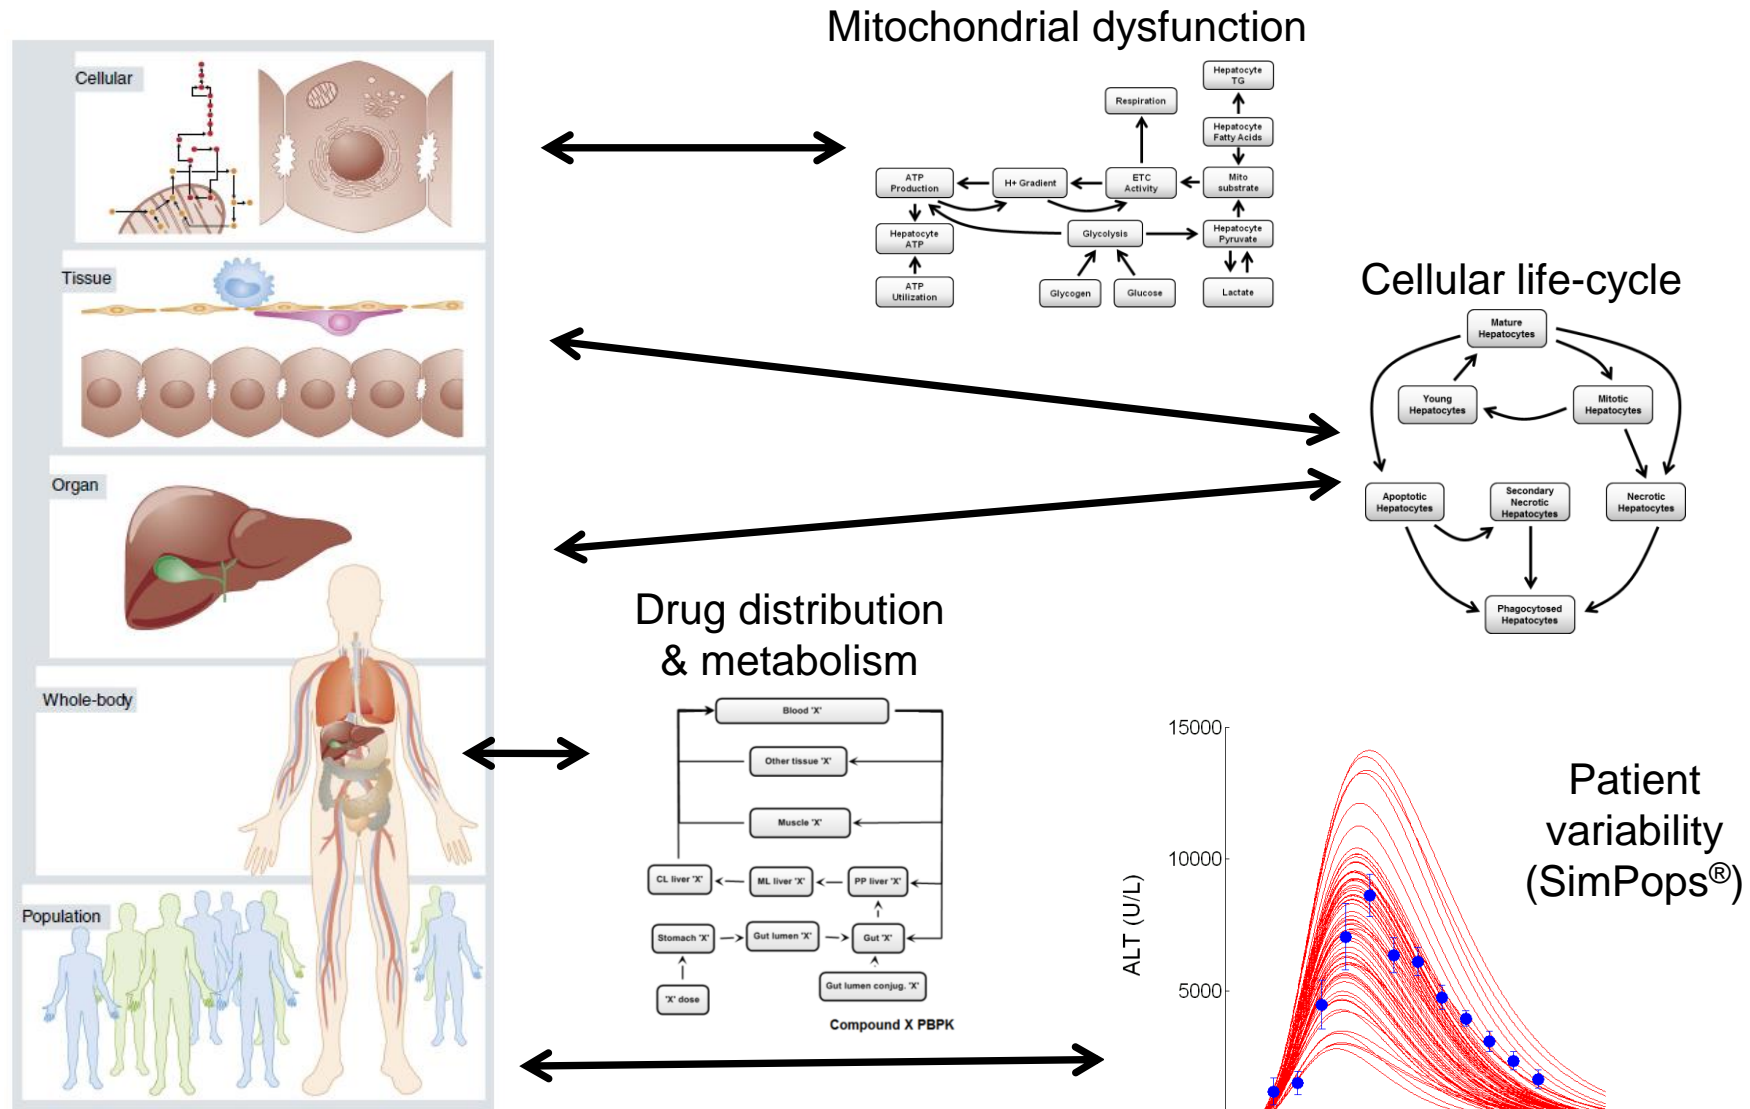 Mitochondrial dysfunction
Cellular
Hepatocyte
TG
Respiration
Hepatocyte
Fatty Acids
ATP
Production
H+ Gradient
ETC
Activity
Mito
substrate
Hepatocyte
ATP
Glycolysis
Hepatocyte
Pyruvate
ATP
Utilization
Glycogen
Glucose
Lactate
Tissue
Cellular life-cycle
Mature
Hepatocytes
Young
Hepatocytes
Mitotic
Hepatocytes
Apoptotic
Hepatocytes
Secondary
Necrotic
Hepatocytes
Necrotic
Hepatocytes
Phagocytosed
Hepatocytes
Organ
Drug distribution
& metabolism
Whole-body
Blood 'X'
Other tissue 'X'
Muscle 'X'
CL liver 'X'
ML liver 'X'
PP liver 'X'
Stomach 'X'
Gut lumen 'X'
Gut 'X'
'X' dose
Gut lumen conjug. 'X'
Compound X PBPK
Population
15000
10000
5000
ALT (U/L)
Patient
variability
(SimPops®)